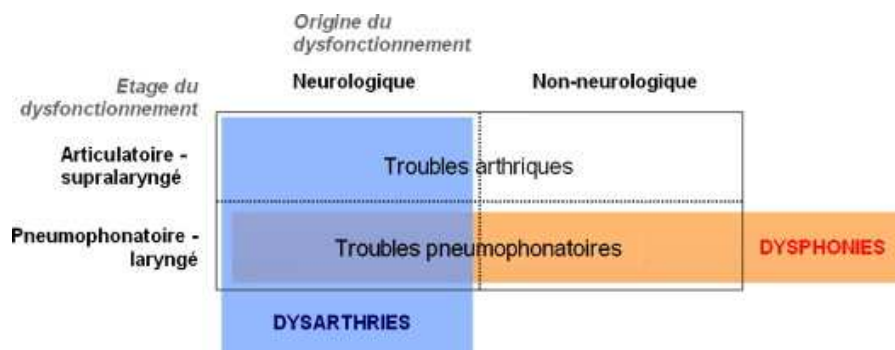 Origine du
dysfonctionnement
Etage du
dysfonctionnement
Neurologique
Non-neurologique
Articulatoire -
supralaryngé
Troubles arthriques
Pneumophonatoire -
laryngé
Troubles pneumophonatoires
DYSPHONIES
DYSARTHRIES